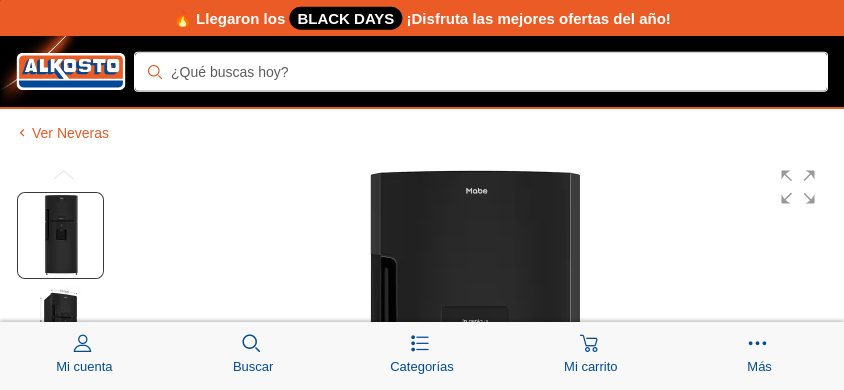 🔥 Llegaron los BLACK DAYS ¡Disfruta las mejores ofertas del año!
ALKOSTO
¿Qué buscas hoy?
Ver Neveras
Mabe
Mi cuenta
Buscar
Categorías
Mi carrito
Más